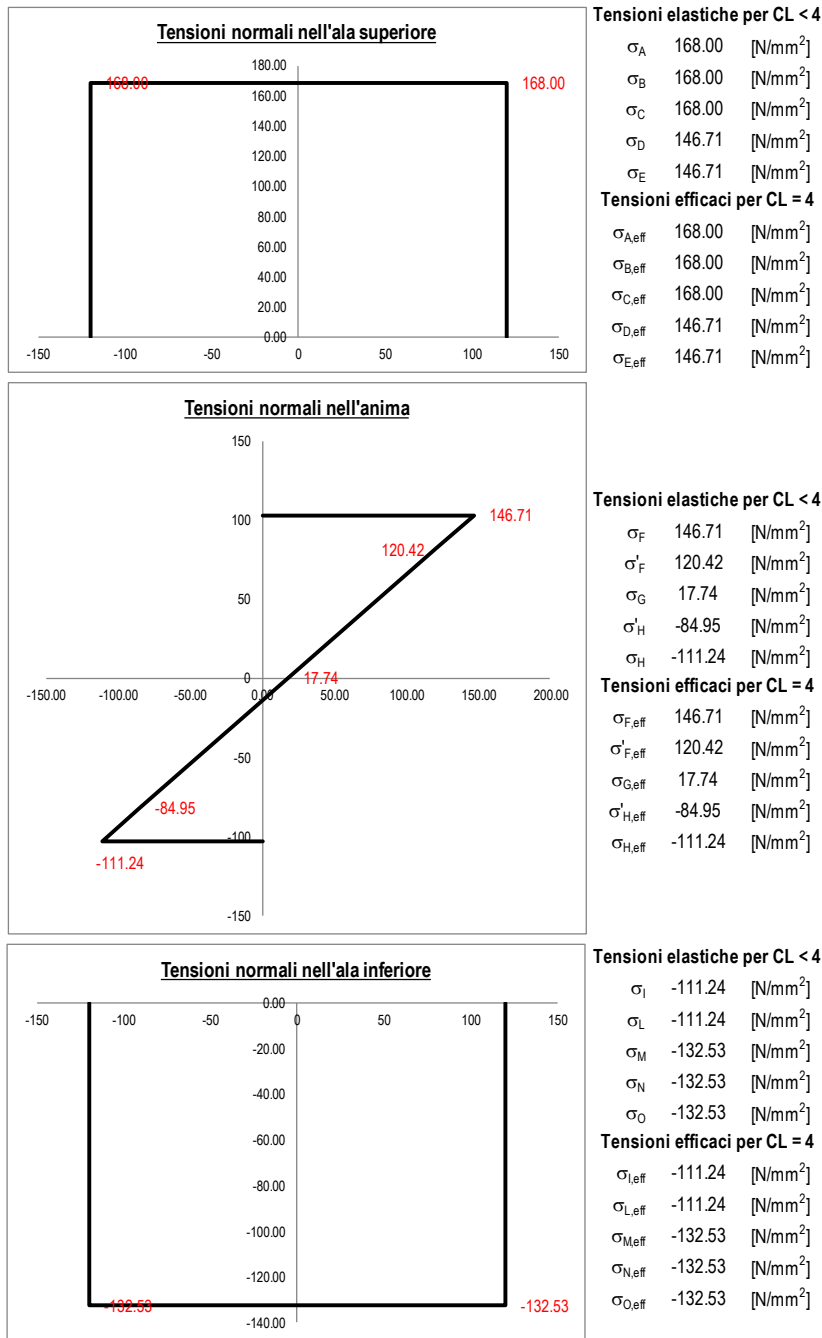 Tensioni normali nell'ala superiore
180.00
160.00
140.00
120.00
100.00
80.00
60.00
40.00
20.00
0.00
-150 -100 -50 0 50 100 150
168.00 168.00
Tensioni elastiche per CL < 4
σA 168.00 [N/mm²]
σB 168.00 [N/mm²]
σC 168.00 [N/mm²]
σD 146.71 [N/mm²]
σE 146.71 [N/mm²]
Tensioni efficaci per CL = 4
σA,eff 168.00 [N/mm²]
σB,eff 168.00 [N/mm²]
σC,eff 168.00 [N/mm²]
σD,eff 146.71 [N/mm²]
σE,eff 146.71 [N/mm²]
Tensioni normali nell'anima
150
100
50
0
-50
-100
-150
-150.00 -100.00 -50.00 0.00 50.00 100.00 150.00 200.00
146.71
120.42
17.74
-84.95
-111.24
Tensioni elastiche per CL < 4
σF 146.71 [N/mm²]
σ'F 120.42 [N/mm²]
σG 17.74 [N/mm²]
σ'H -84.95 [N/mm²]
σH -111.24 [N/mm²]
Tensioni efficaci per CL = 4
σF,eff 146.71 [N/mm²]
σ'F,eff 120.42 [N/mm²]
σG,eff 17.74 [N/mm²]
σ'H,eff -84.95 [N/mm²]
σH,eff -111.24 [N/mm²]
Tensioni normali nell'ala inferiore
0.00
-20.00
-40.00
-60.00
-80.00
-100.00
-120.00
-140.00
-150 -100 -50 0 50 100 150
-132.53 -132.53
Tensioni elastiche per CL < 4
σI -111.24 [N/mm²]
σL -111.24 [N/mm²]
σM -132.53 [N/mm²]
σN -132.53 [N/mm²]
σO -132.53 [N/mm²]
Tensioni efficaci per CL = 4
σI,eff -111.24 [N/mm²]
σL,eff -111.24 [N/mm²]
σM,eff -132.53 [N/mm²]
σN,eff -132.53 [N/mm²]
σO,eff -132.53 [N/mm²]